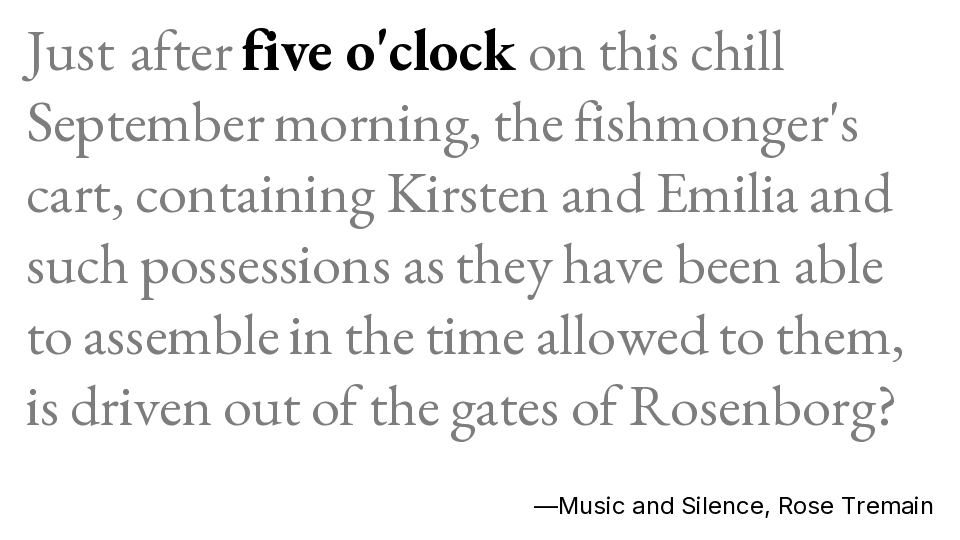 Just after five o'clock on this chill
September morning, the fishmonger's
cart, containing Kirsten and Emilia and
such possessions as they have been able
to assemble in the time allowed to them,
is driven out of the gates of Rosenborg?
—Music and Silence, Rose Tremain